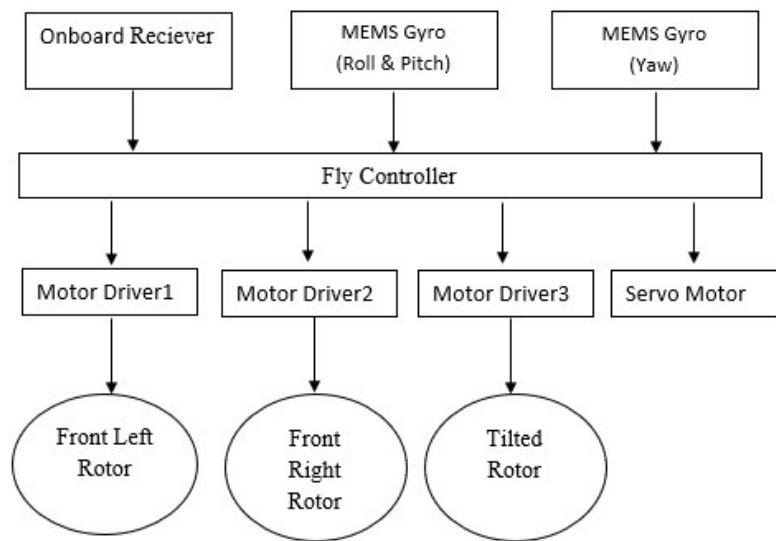 Onboard Reciever
MEMS Gyro
(Roll & Pitch)
MEMS Gyro
(Yaw)
Fly Controller
Motor Driver1
Motor Driver2
Motor Driver3
Servo Motor
Front Left
Rotor
Front
Right
Rotor
Tilted
Rotor